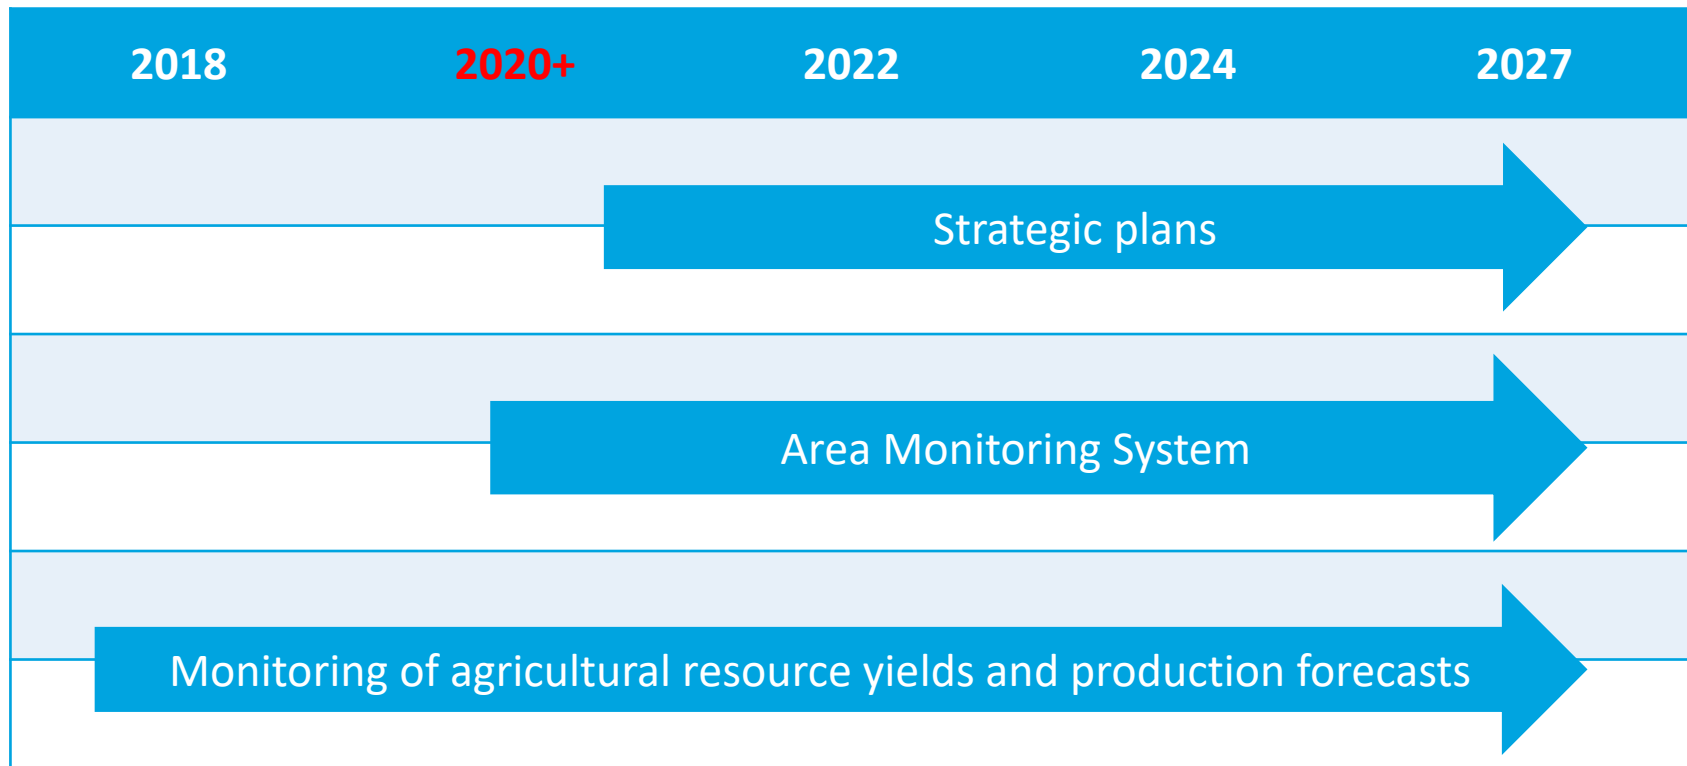 2018 2020+ 2022 2024 2027
Strategic plans
Area Monitoring System
Monitoring of agricultural resource yields and production forecasts